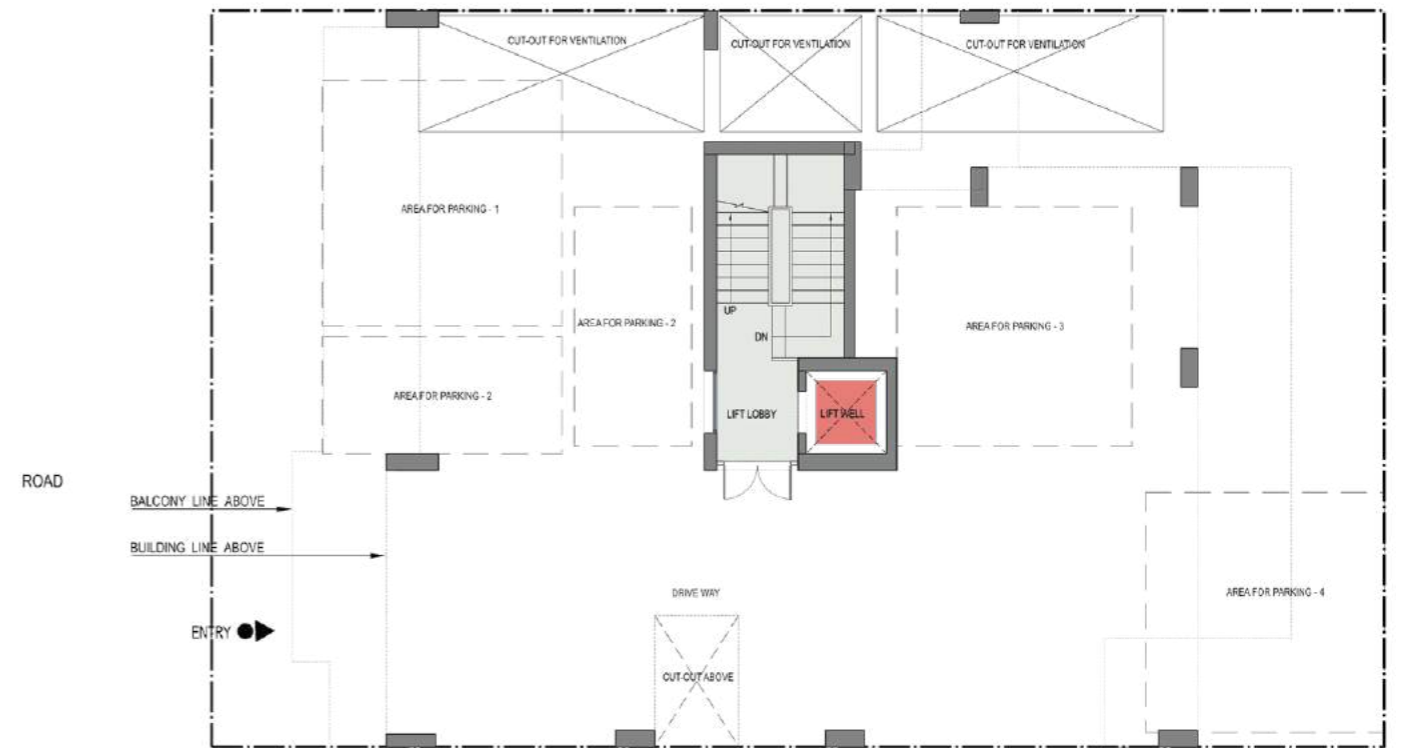 CUT-OUT FOR VENTILATION
CUT-OUT FOR VENTILATION
CUT-OUT FOR VENTILATION
AREA FOR PARKING - 1
AREA FOR PARKING - 2
AREA FOR PARKING - 3
UP
DN
AREA FOR PARKING - 2
LIFT LOBBY
LIFT WELL
ROAD
BALCONY LINE ABOVE
BUILDING LINE ABOVE
DRIVE WAY
AREA FOR PARKING - 4
ENTRY
CUT-OUT ABOVE